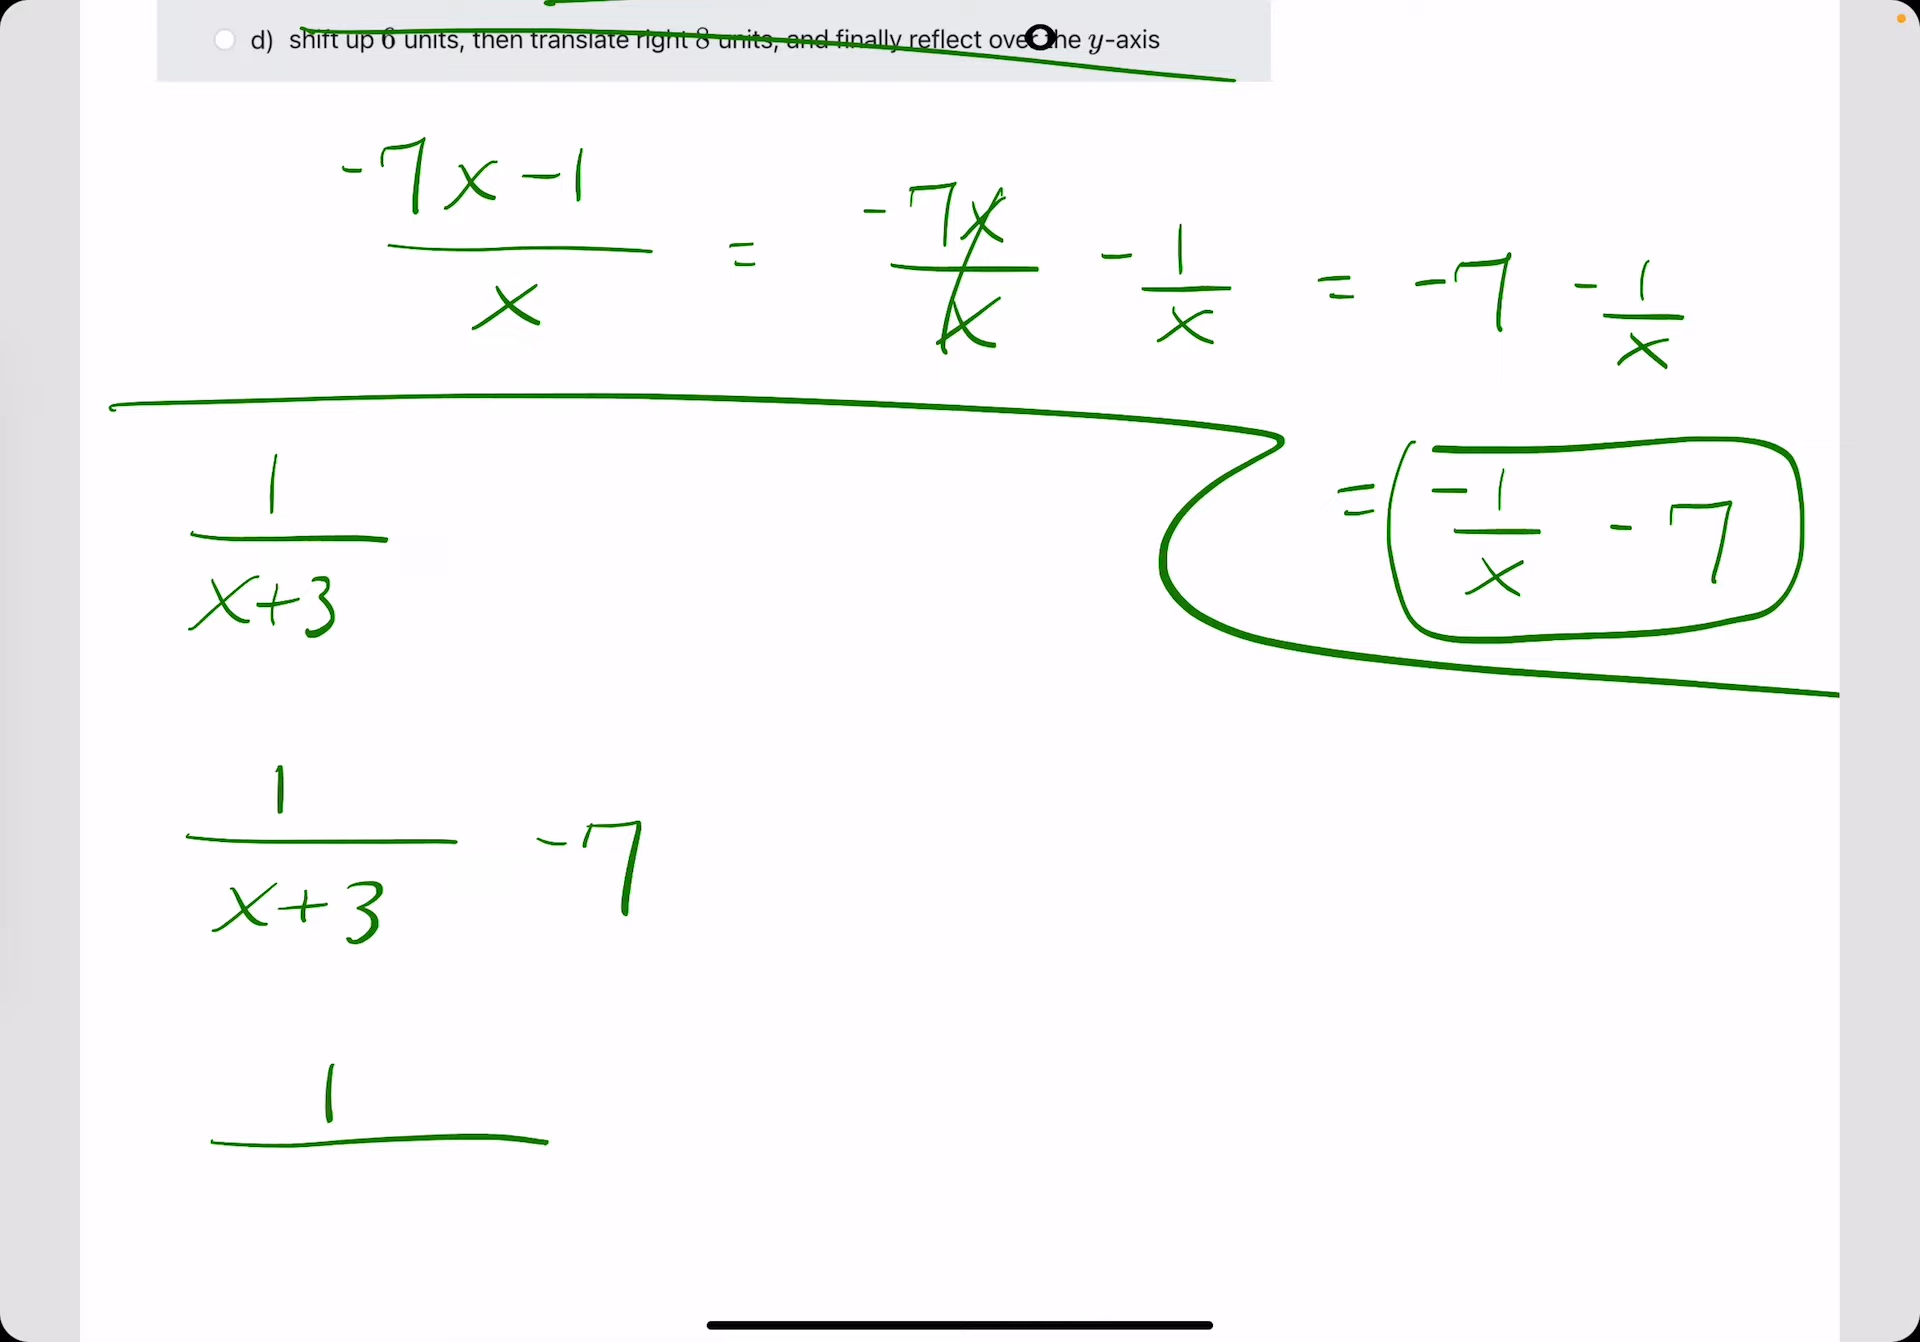 d) shift up 6 units, then translate right 8 units, and finally reflect over the y-axis
-7x-1 / x = -7x / x - 1 / x = -7 - 1 / x
= -1 / x - 7
1 / x+3
1 / x+3 -7
1